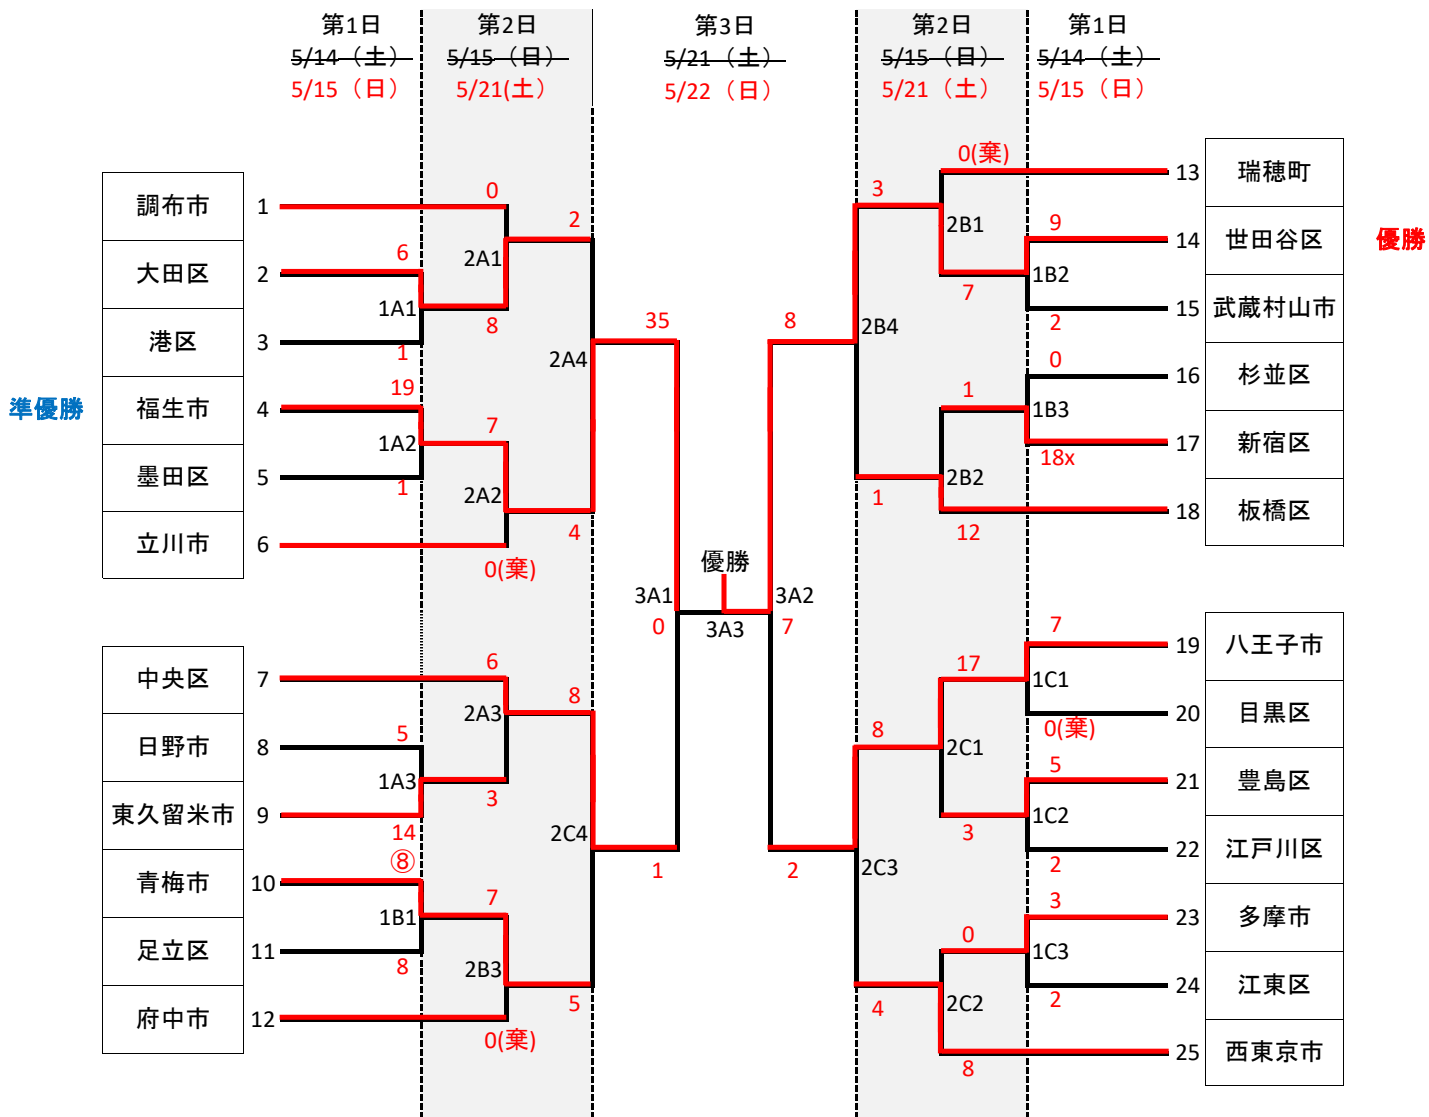 第1日 第2日 第3日 第2日 第1日
5/14（土） 5/15（日） 5/21（土） 5/15（日） 5/14（土）
5/15（日） 5/21(土） 5/22（日） 5/21（土） 5/15（日）
調布市 1
大田区 2
港区 3
準優勝 福生市 4
墨田区 5
立川市 6
中央区 7
日野市 8
東久留米市 9
青梅市 10
足立区 11
府中市 12
6
1A1
1
19
1A2
1
5
1A3
14
⑧
1B1
8
0
2A1
8
7
2A2
0(棄)
6
2A3
3
7
2B3
0(棄)
2
2A4
4
8
2C4
5
35
3A1
0
1
優勝
3A3
8
3A2
7
2
3
2B4
1
8
2C3
4
0(棄)
2B1
7
1
2B2
12
17
2C1
3
0
2C2
8
9
1B2
2
0
1B3
18x
7
1C1
0(棄)
5
1C2
2
3
1C3
2
13 瑞穂町
14 世田谷区 優勝
15 武蔵村山市
16 杉並区
17 新宿区
18 板橋区
19 八王子市
20 目黒区
21 豊島区
22 江戸川区
23 多摩市
24 江東区
25 西東京市